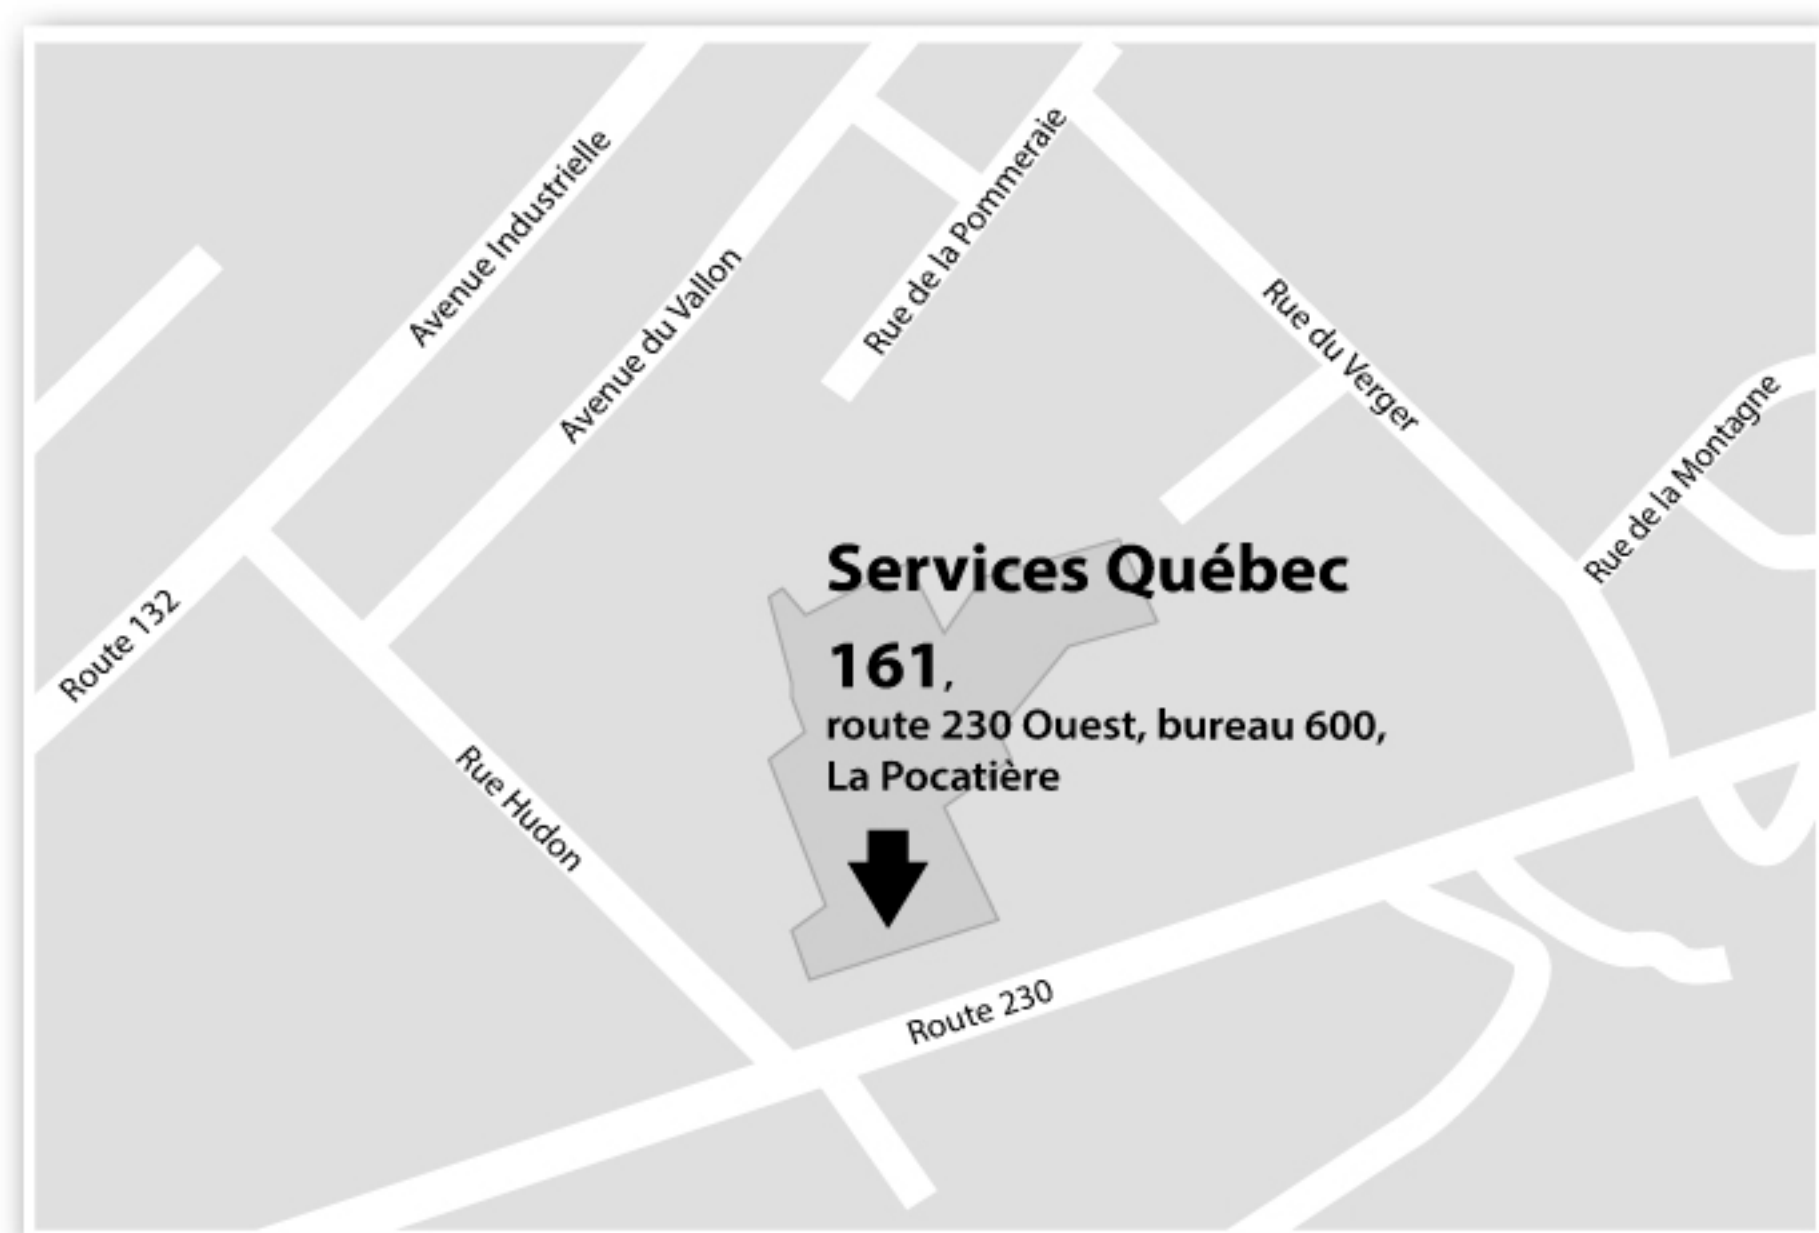 Avenue Industrielle
Avenue du Vallon
Rue de la Pommeraie
Rue du Verger
Rue de la Montagne
Route 132
Rue Hudon
Services Québec
161,
route 230 Ouest, bureau 600,
La Pocatière
Route 230